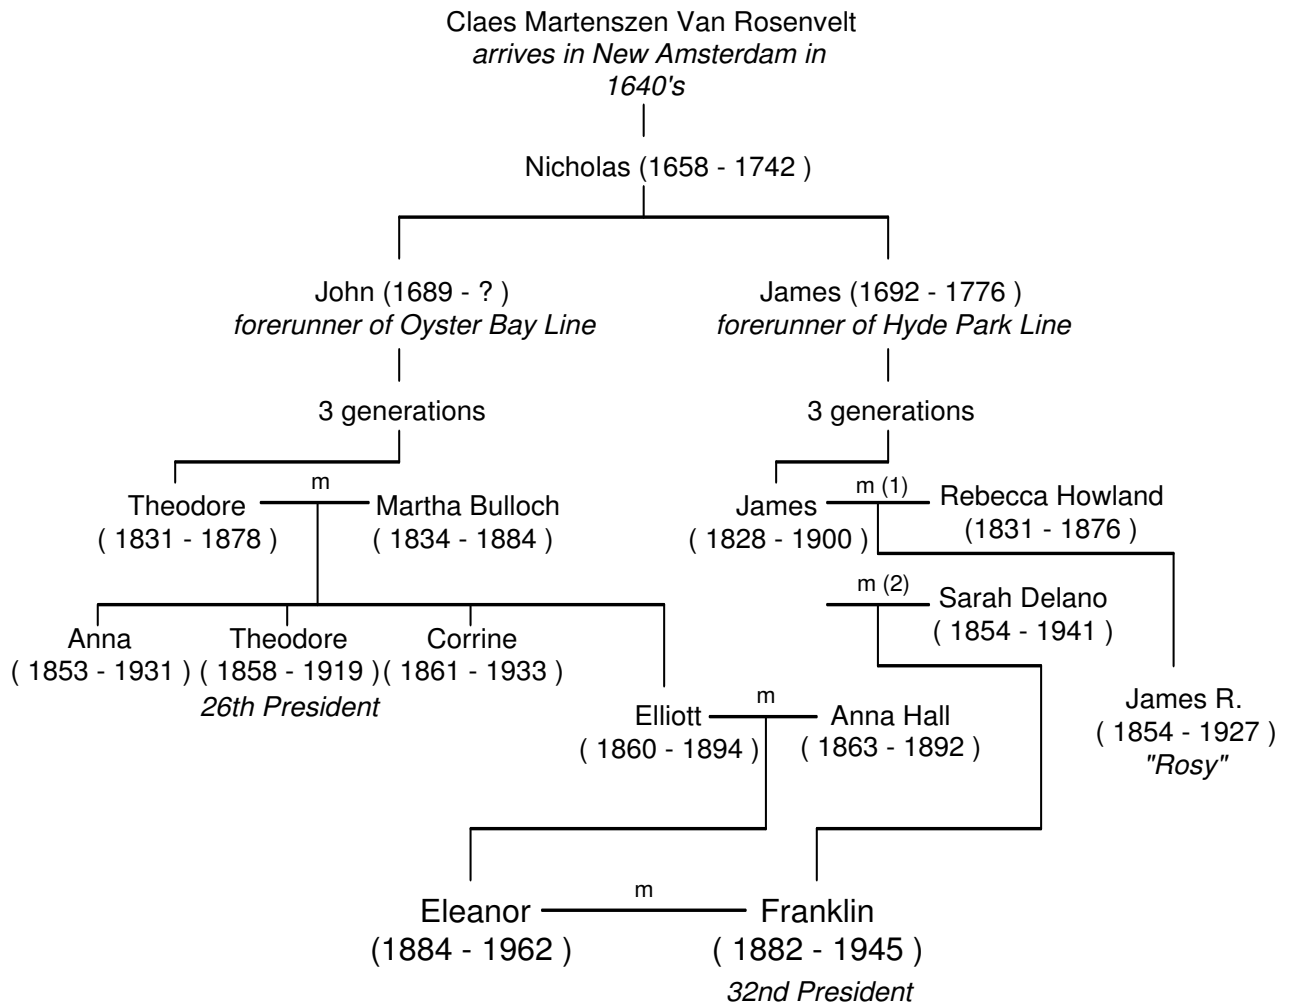 Claes Martenszen Van Rosenvelt
arrives in New Amsterdam in
1640's
Nicholas (1658 - 1742 )
John (1689 - ? )
forerunner of Oyster Bay Line
James (1692 - 1776 )
forerunner of Hyde Park Line
3 generations
3 generations
Theodore
( 1831 - 1878 )
m
Martha Bulloch
( 1834 - 1884 )
James
( 1828 - 1900 )
m (1)
Rebecca Howland
(1831 - 1876 )
m (2)
Sarah Delano
( 1854 - 1941 )
Anna
( 1853 - 1931 )
Theodore
( 1858 - 1919 )
26th President
Corrine
( 1861 - 1933 )
Elliott
( 1860 - 1894 )
m
Anna Hall
( 1863 - 1892 )
James R.
( 1854 - 1927 )
"Rosy"
Eleanor
(1884 - 1962 )
m
Franklin
( 1882 - 1945 )
32nd President